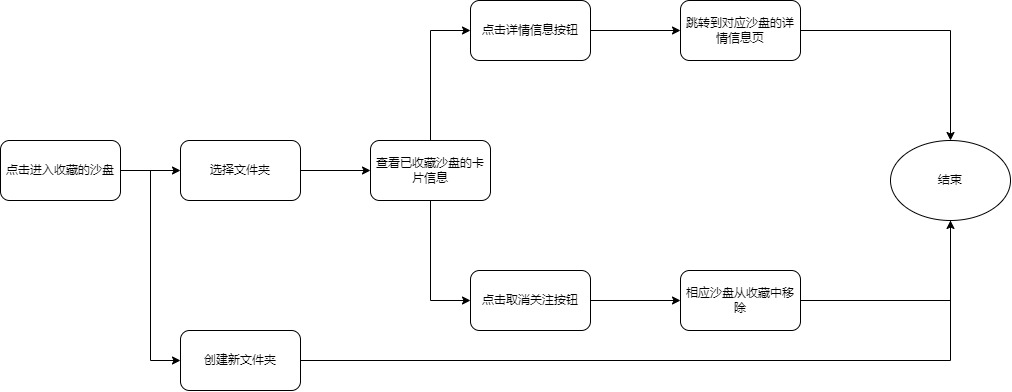 点击详情信息按钮
跳转到对应沙盘的详
情信息页
点击进入收藏的沙盘
选择文件夹
查看已收藏沙盘的卡
片信息
结束
点击取消关注按钮
相应沙盘从收藏中移
除
创建新文件夹